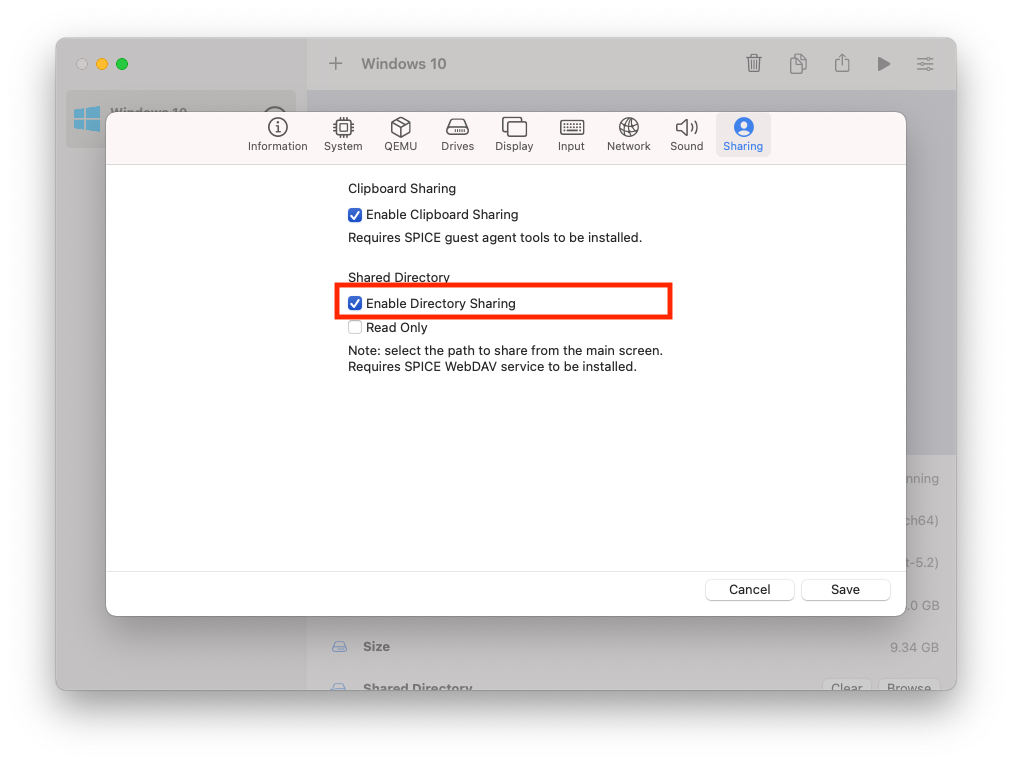 Windows 10
Windows 10
Information System QEMU Drives Display Input Network Sound Sharing
Clipboard Sharing
Enable Clipboard Sharing
Requires SPICE guest agent tools to be installed.
Shared Directory
Enable Directory Sharing
Read Only
Note: select the path to share from the main screen.
Requires SPICE WebDAV service to be installed.
nning
ch64)
t-5.2)
Cancel Save
.0 GB
Size 9.34 GB
Shared Directory Clear Browse